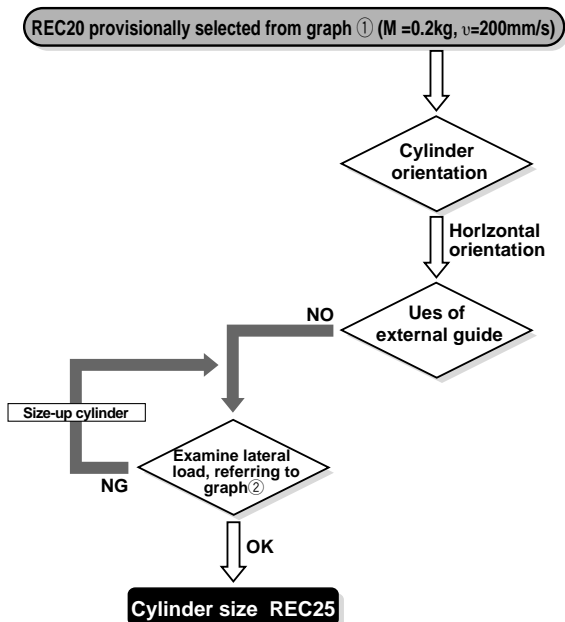 REC20 provisionally selected from graph ① (M =0.2kg, υ=200mm/s)
Cylinder
orientation
HorIzontal
orientation
Ues of
external guide
NO
Size-up cylinder
Examine lateral
load, referring to
graph②
NG
OK
Cylinder size REC25